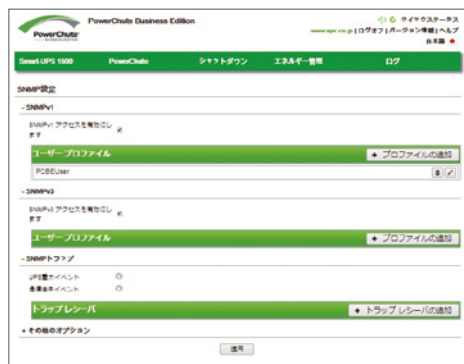 PowerChute Business Edition
クイックステータス
PowerChute
BUSINESS EDITION
www.apc.co.jp | ログオフ | バージョン情報 | ヘルプ
日本語
Smart-UPS 1500 PowerChute シャットダウン エネルギー管理 ログ
SNMP設定
- SNMPv1
SNMPv1 アクセスを有効にし
ます
ユーザー プロファイル + プロファイルの追加
PCBEUser
- SNMPv3
SNMPv3 アクセスを有効にし
ます
ユーザー プロファイル + プロファイルの追加
- SNMPトラップ
UPS重大イベント
通信消失イベント
トラップ レシーバ + トラップ レシーバの追加
+ その他のオプション
適用